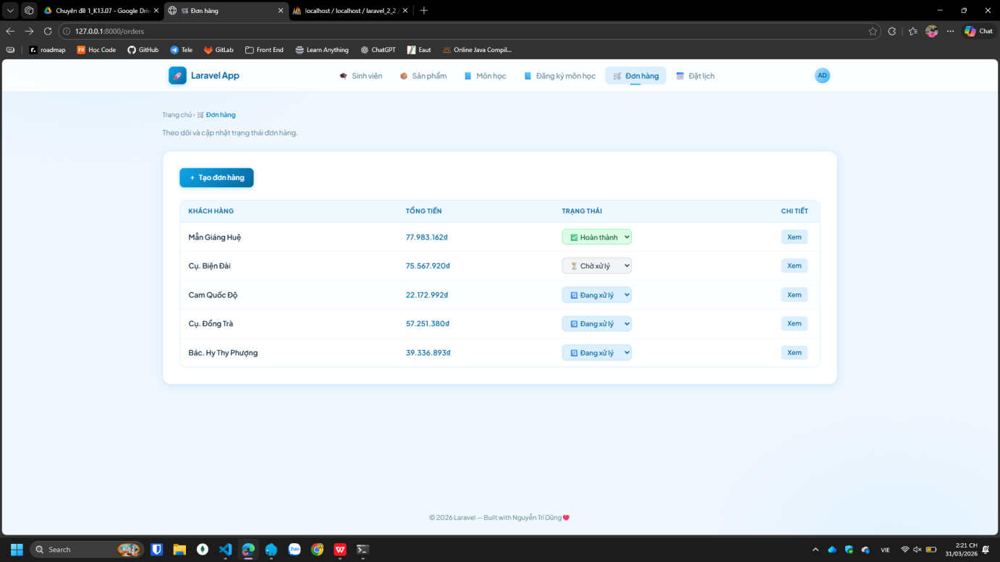 Chuyên đề 1_K13.07 - Google Driv
Đơn hàng
localhost / localhost / laravel_2_2 /
127.0.0.1:8000/orders
Chat
roadmap
Học Code
GitHub
Tele
GitLab
Front End
Learn Anything
ChatGPT
Eaut
Online Java Compil...
Laravel App
Sinh viên
Sản phẩm
Môn học
Đăng ký môn học
Đơn hàng
Đặt lịch
AD
Trang chủ › Đơn hàng
Theo dõi và cập nhật trạng thái đơn hàng.
+ Tạo đơn hàng
KHÁCH HÀNG TỔNG TIỀN TRẠNG THÁI CHI TIẾT
Mẫn Giáng Huệ 77.983.162₫ Hoàn thành Xem
Cụ. Biện Đài 75.567.920₫ Chờ xử lý Xem
Cam Quốc Độ 22.172.992₫ Đang xử lý Xem
Cụ. Đồng Trà 57.251.380₫ Đang xử lý Xem
Bác. Hy Thy Phượng 39.336.893₫ Đang xử lý Xem
© 2026 Laravel — Built with Nguyễn Trí Dũng
Search
Zalo
VIE
2:21 CH
31/03/2026